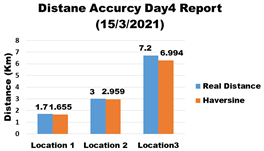 Distane Accurcy Day4 Report
(15/3/2021)
Distance (Km)
8
7
6
5
4
3
2
1
0
1.7 1.655
3 2.959
7.2 6.994
Location 1 Location 2 Location3
Real Distance
Haversine